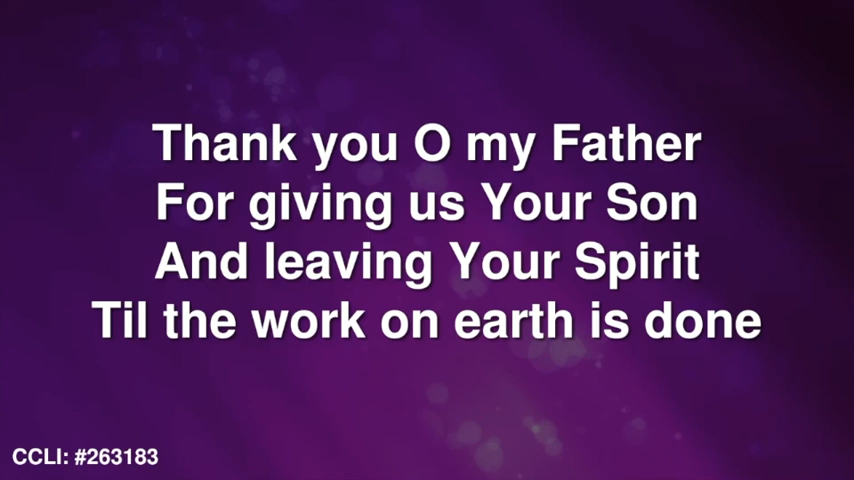 Thank you O my Father
For giving us Your Son
And leaving Your Spirit
Til the work on earth is done
CCLI: #263183